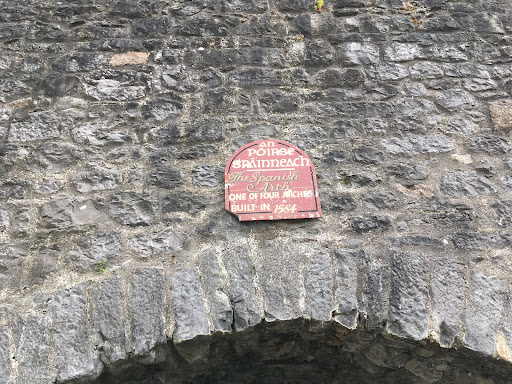 an
póirse
spáinneach
The Spanish
Arch
ONE OF FOUR ARCHES
BUILT IN 1584